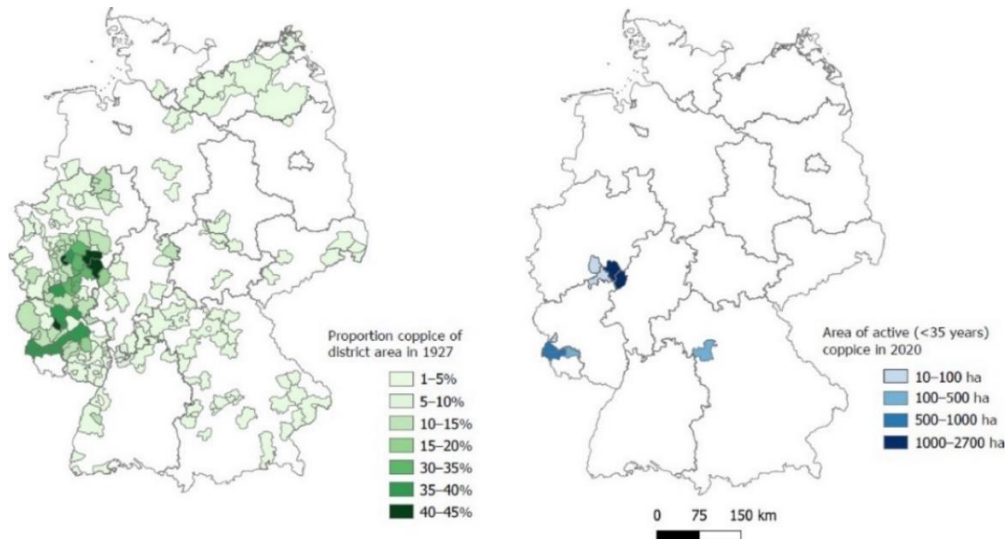 Proportion coppice of
district area in 1927
1–5%
5–10%
10–15%
15–20%
30–35%
35–40%
40–45%
Area of active (<35 years)
coppice in 2020
10–100 ha
100–500 ha
500–1000 ha
1000–2700 ha
0 75 150 km